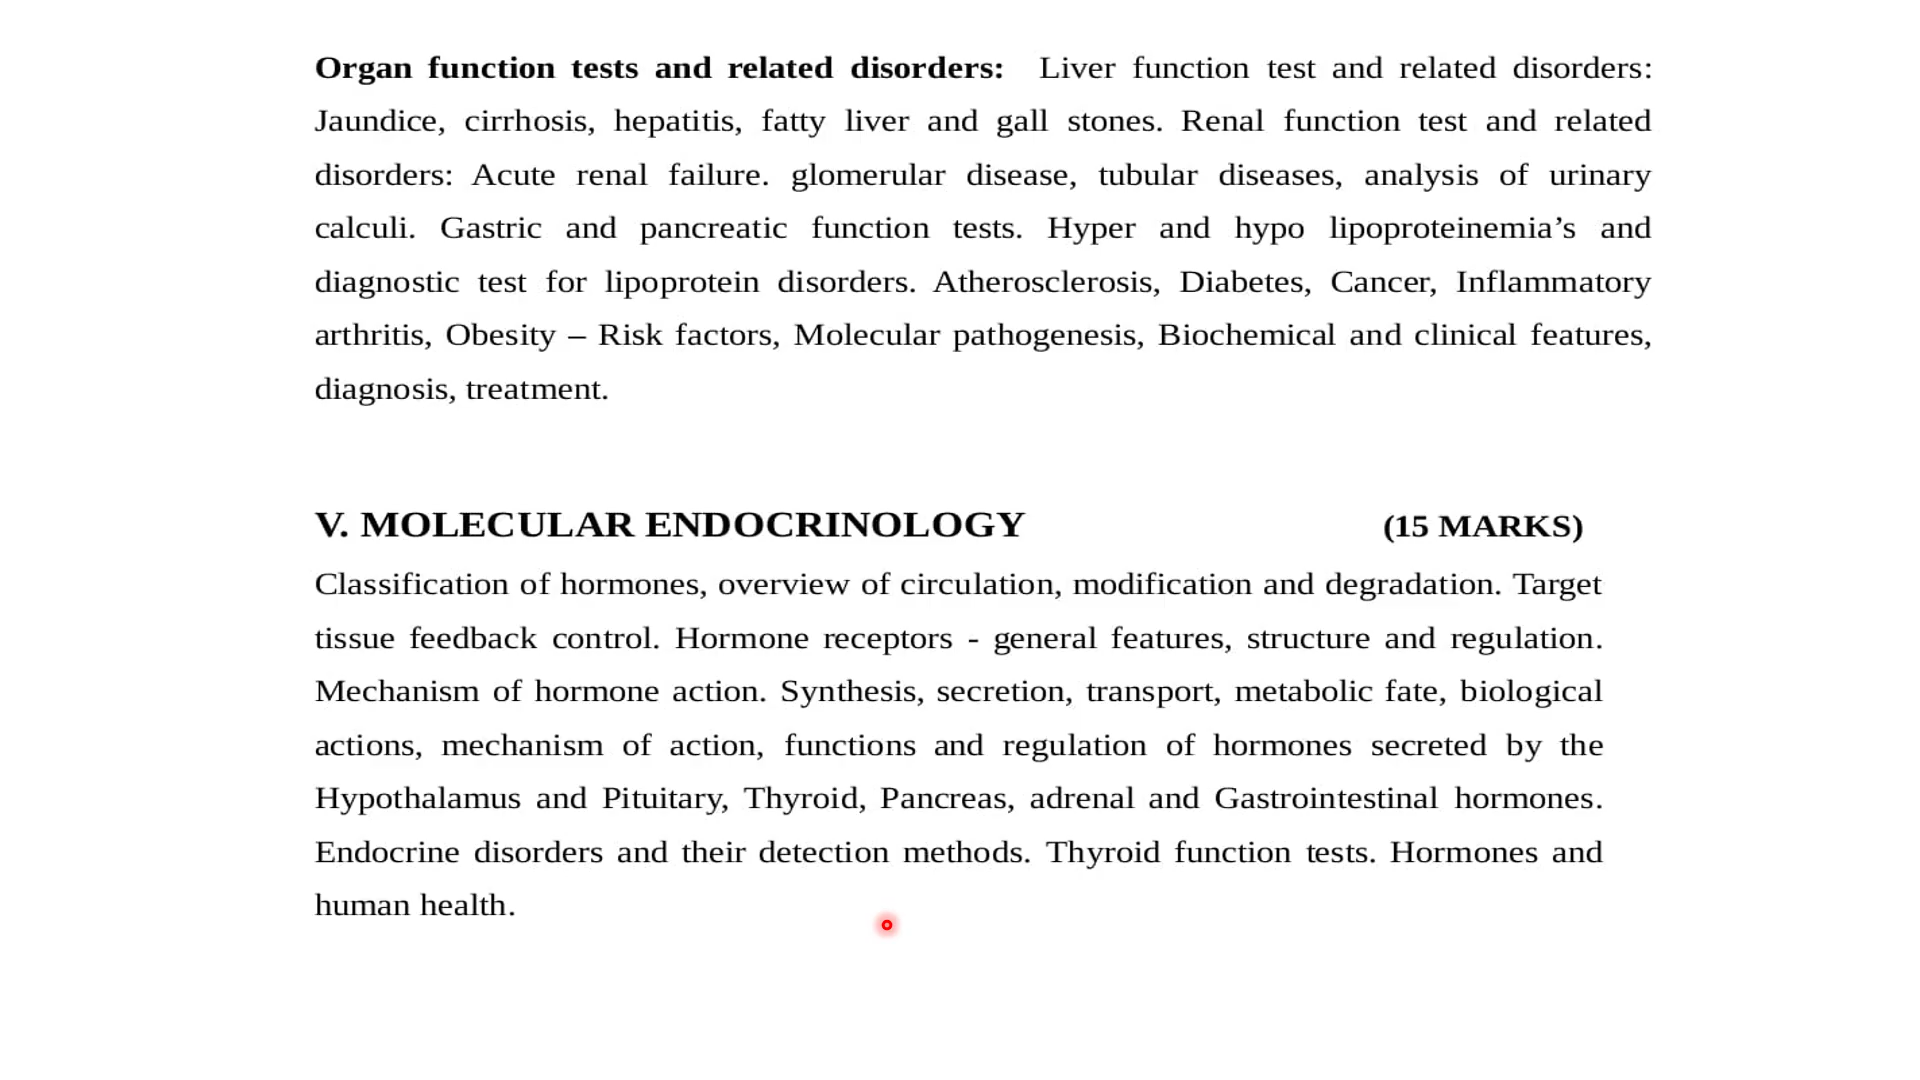 Organ function tests and related disorders: Liver function test and related disorders:
Jaundice, cirrhosis, hepatitis, fatty liver and gall stones. Renal function test and related
disorders: Acute renal failure. glomerular disease, tubular diseases, analysis of urinary
calculi. Gastric and pancreatic function tests. Hyper and hypo lipoproteinemia’s and
diagnostic test for lipoprotein disorders. Atherosclerosis, Diabetes, Cancer, Inflammatory
arthritis, Obesity – Risk factors, Molecular pathogenesis, Biochemical and clinical features,
diagnosis, treatment.
V. MOLECULAR ENDOCRINOLOGY (15 MARKS)
Classification of hormones, overview of circulation, modification and degradation. Target
tissue feedback control. Hormone receptors - general features, structure and regulation.
Mechanism of hormone action. Synthesis, secretion, transport, metabolic fate, biological
actions, mechanism of action, functions and regulation of hormones secreted by the
Hypothalamus and Pituitary, Thyroid, Pancreas, adrenal and Gastrointestinal hormones.
Endocrine disorders and their detection methods. Thyroid function tests. Hormones and
human health.